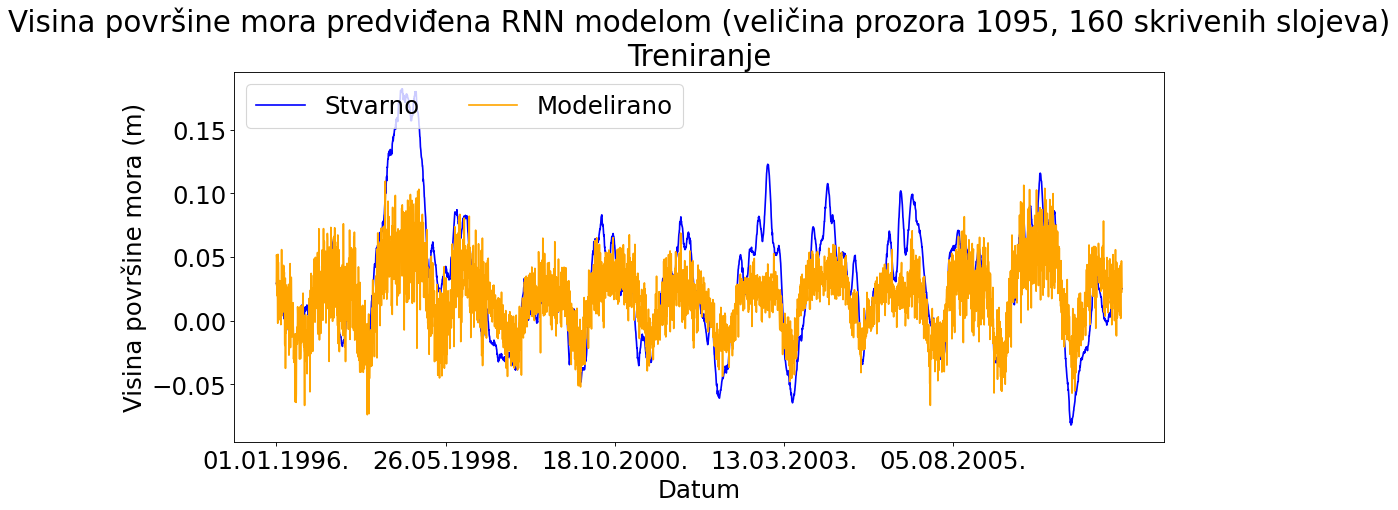 Visina površine mora predviđena RNN modelom (veličina prozora 1095, 160 skrivenih slojeva)
Treniranje
Stvarno
Modelirano
Visina površine mora (m)
0.15
0.10
0.05
0.00
−0.05
01.01.1996.
26.05.1998.
18.10.2000.
13.03.2003.
05.08.2005.
Datum